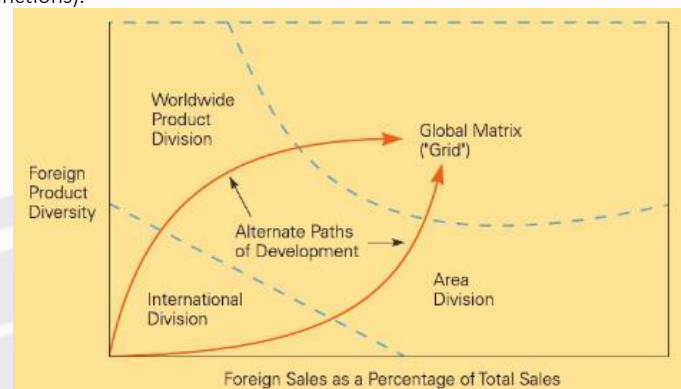 nctions).
Worldwide
Product
Division
Global Matrix
("Grid")
Foreign
Product
Diversity
Alternate Paths
of Development
International
Division
Area
Division
Foreign Sales as a Percentage of Total Sales